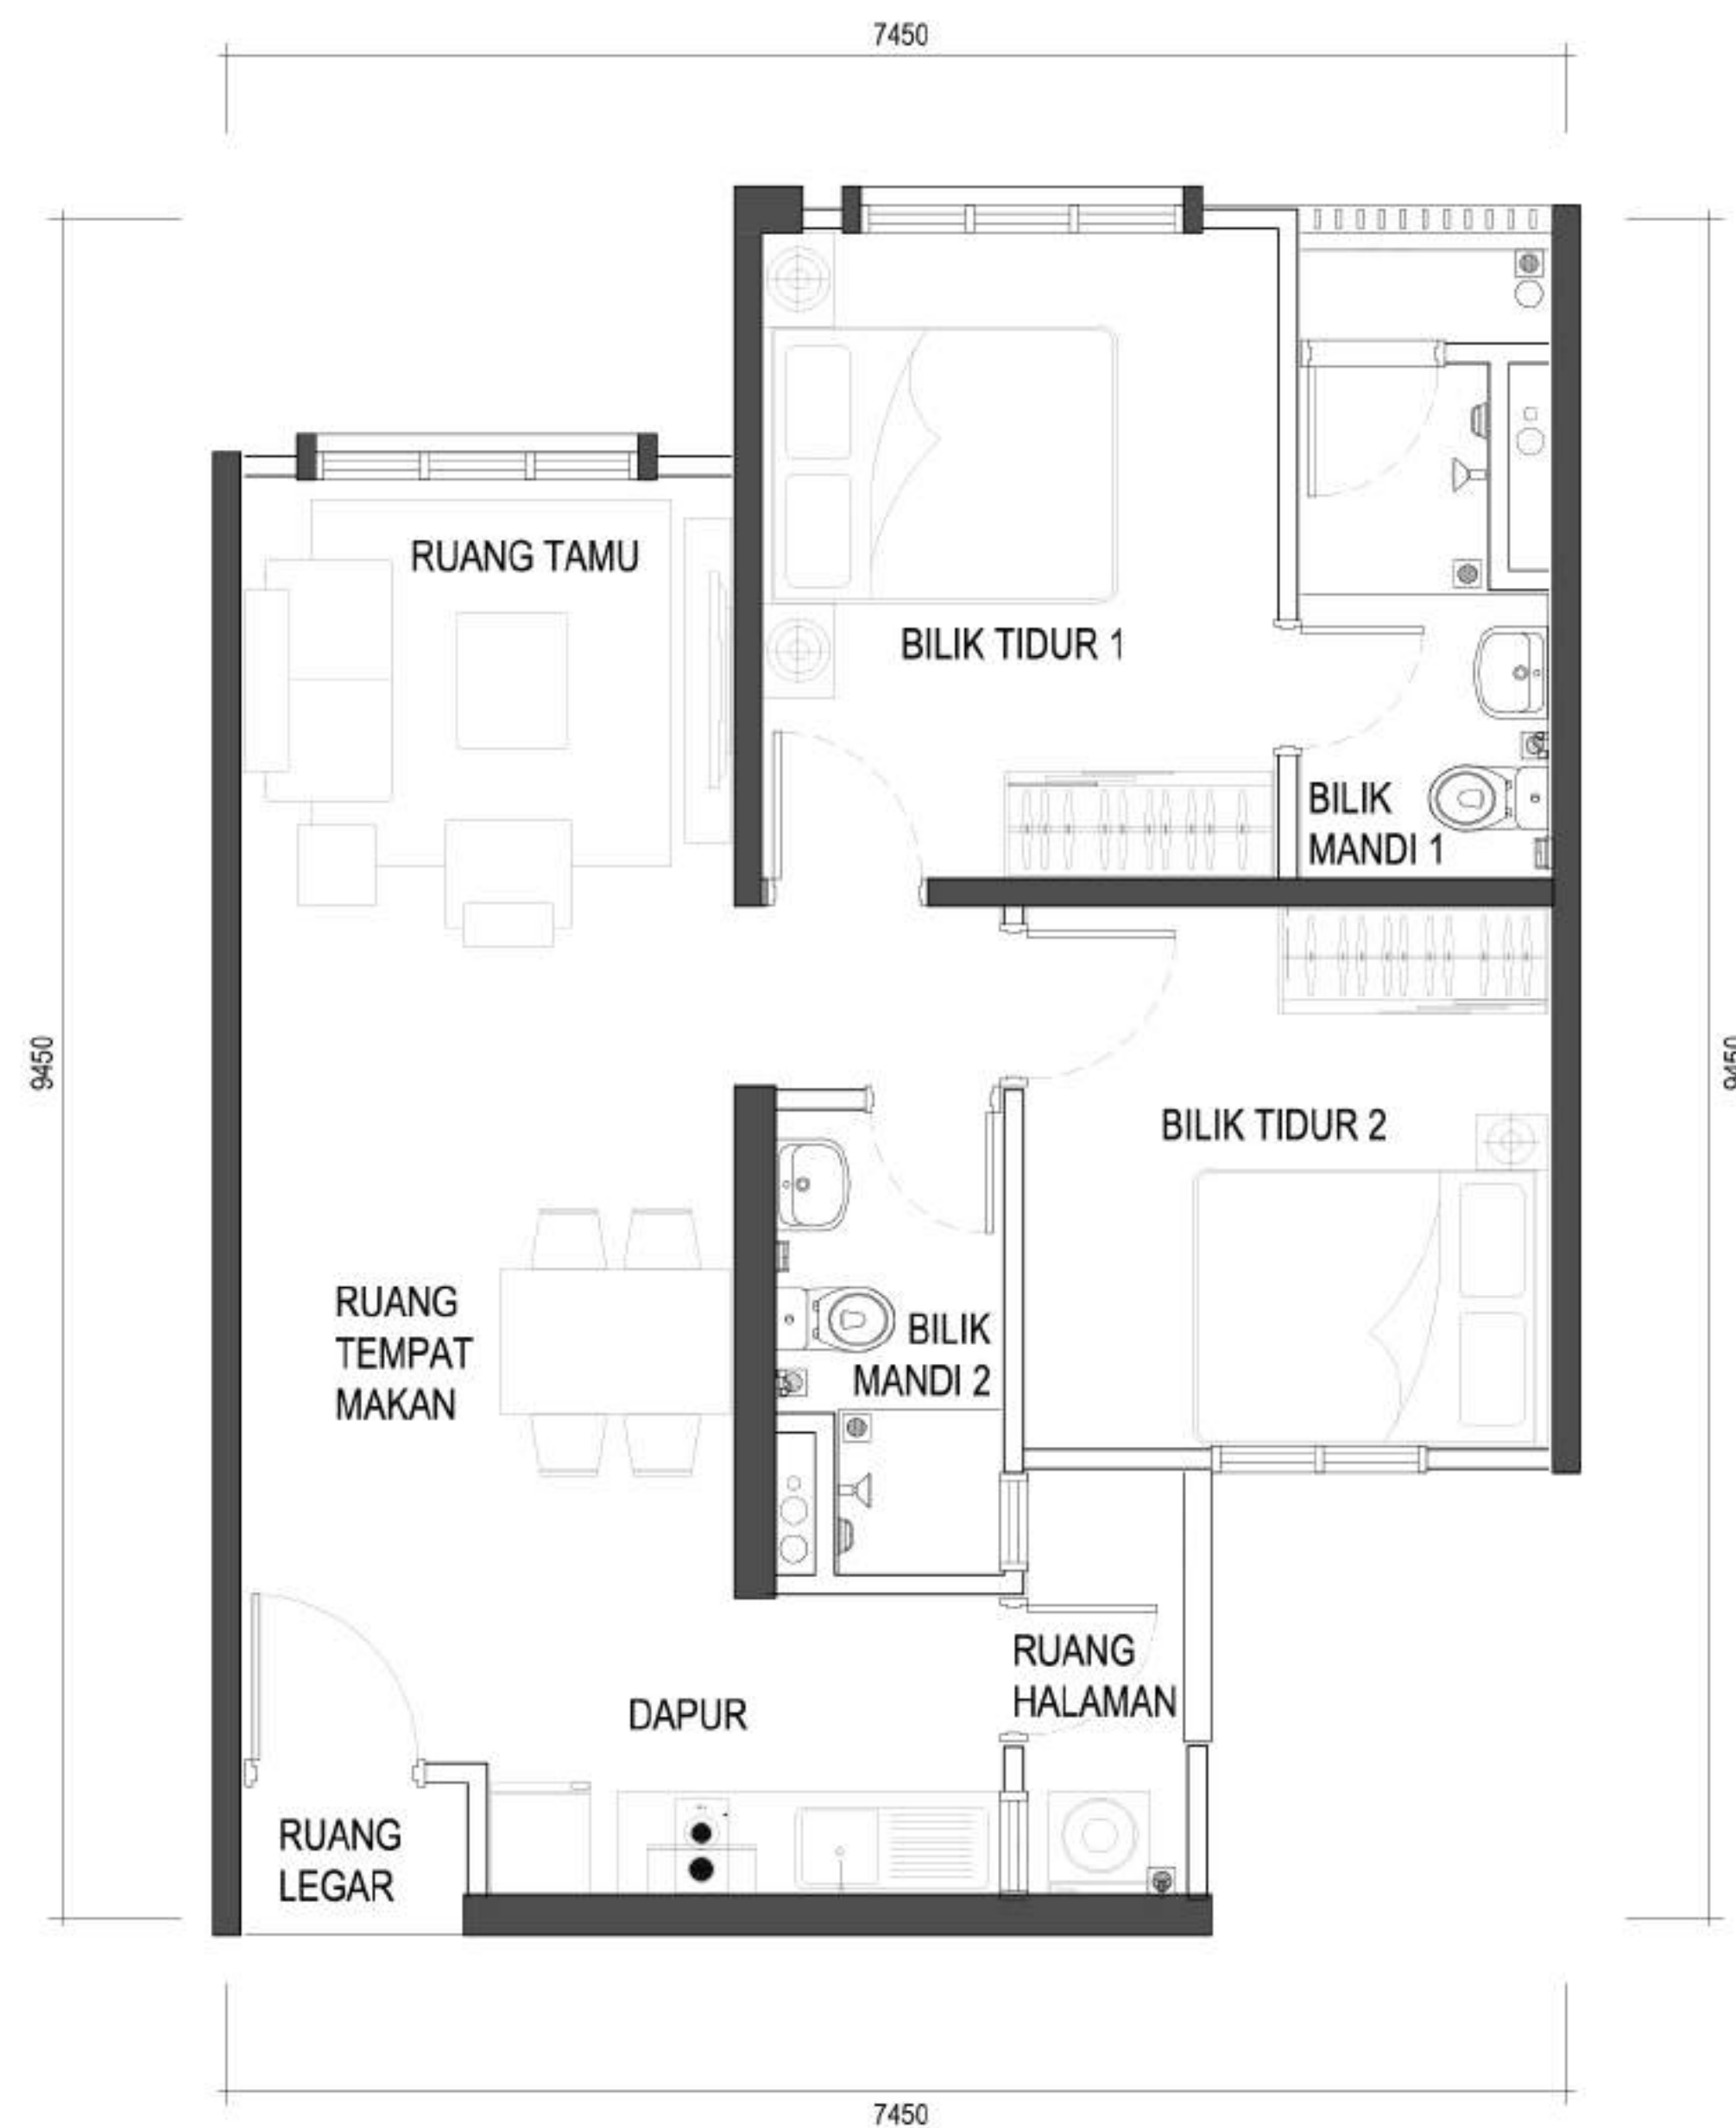 7450
RUANG TAMU
BILIK TIDUR 1
BILIK
MANDI 1
9450
9450
BILIK TIDUR 2
RUANG
TEMPAT
MAKAN
BILIK
MANDI 2
RUANG
HALAMAN
DAPUR
RUANG
LEGAR
7450